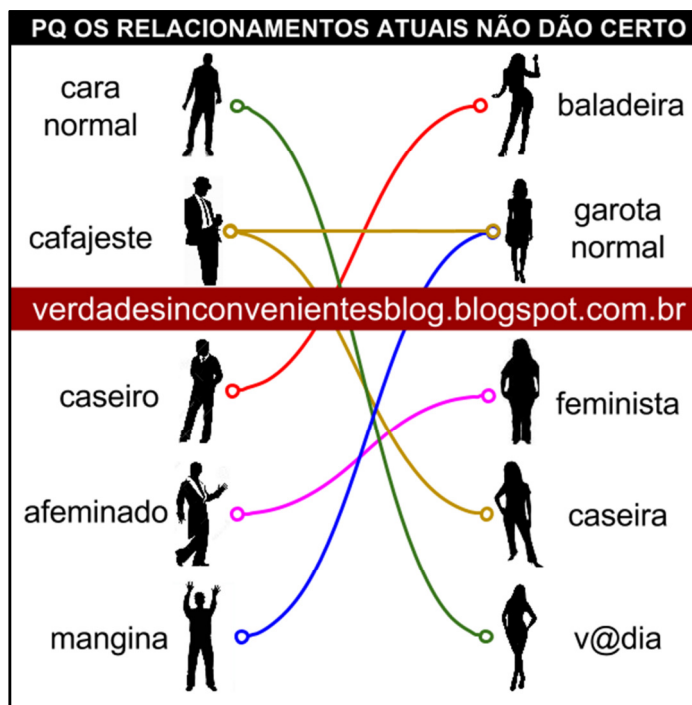 PQ OS RELACIONAMENTOS ATUAIS NÃO DÃO CERTO
cara
normal
baladeira
cafajeste
garota
normal
verdadesinconvenientesblog.blogspot.com.br
caseiro
feminista
afeminado
caseira
mangina
v@dia